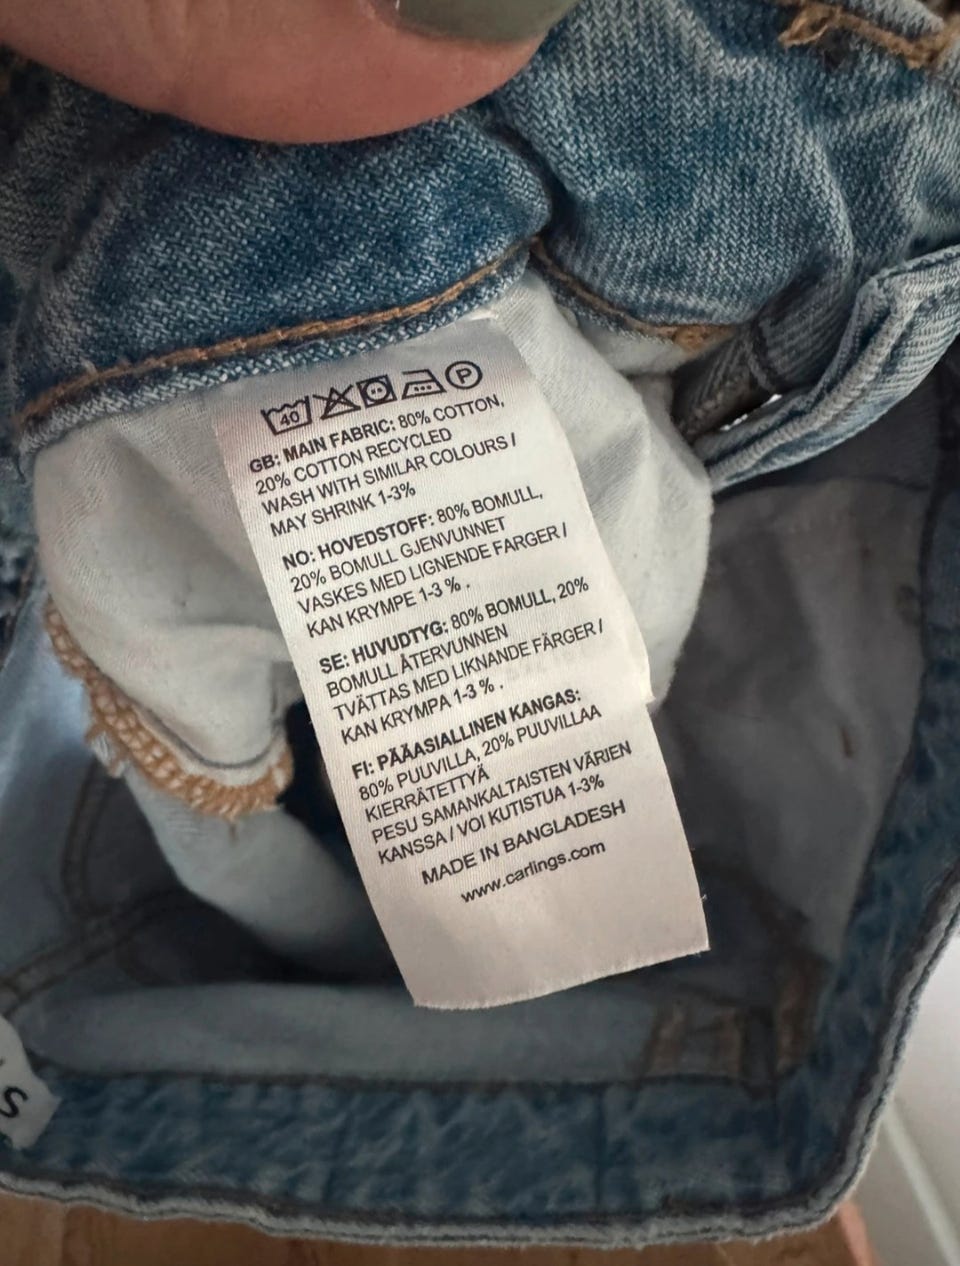 40 P
GB: MAIN FABRIC: 80% COTTON,
20% COTTON RECYCLED
WASH WITH SIMILAR COLOURS /
MAY SHRINK 1-3%
NO: HOVEDSTOFF: 80% BOMULL,
20% BOMULL GJENVUNNET
VASKES MED LIGNENDE FARGER /
KAN KRYMPE 1-3 % .
SE: HUVUDTYG: 80% BOMULL, 20%
BOMULL ÅTERVUNNEN
TVÄTTAS MED LIKNANDE FÄRGER /
KAN KRYMPA 1-3 % .
FI: PÄÄASIALLINEN KANGAS:
80% PUUVILLA, 20% PUUVILLAA
KIERRÄTETTYÄ
PESU SAMANKALTAISTEN VÄRIEN
KANSSA / VOI KUTISTUA 1-3%
MADE IN BANGLADESH
www.carlings.com